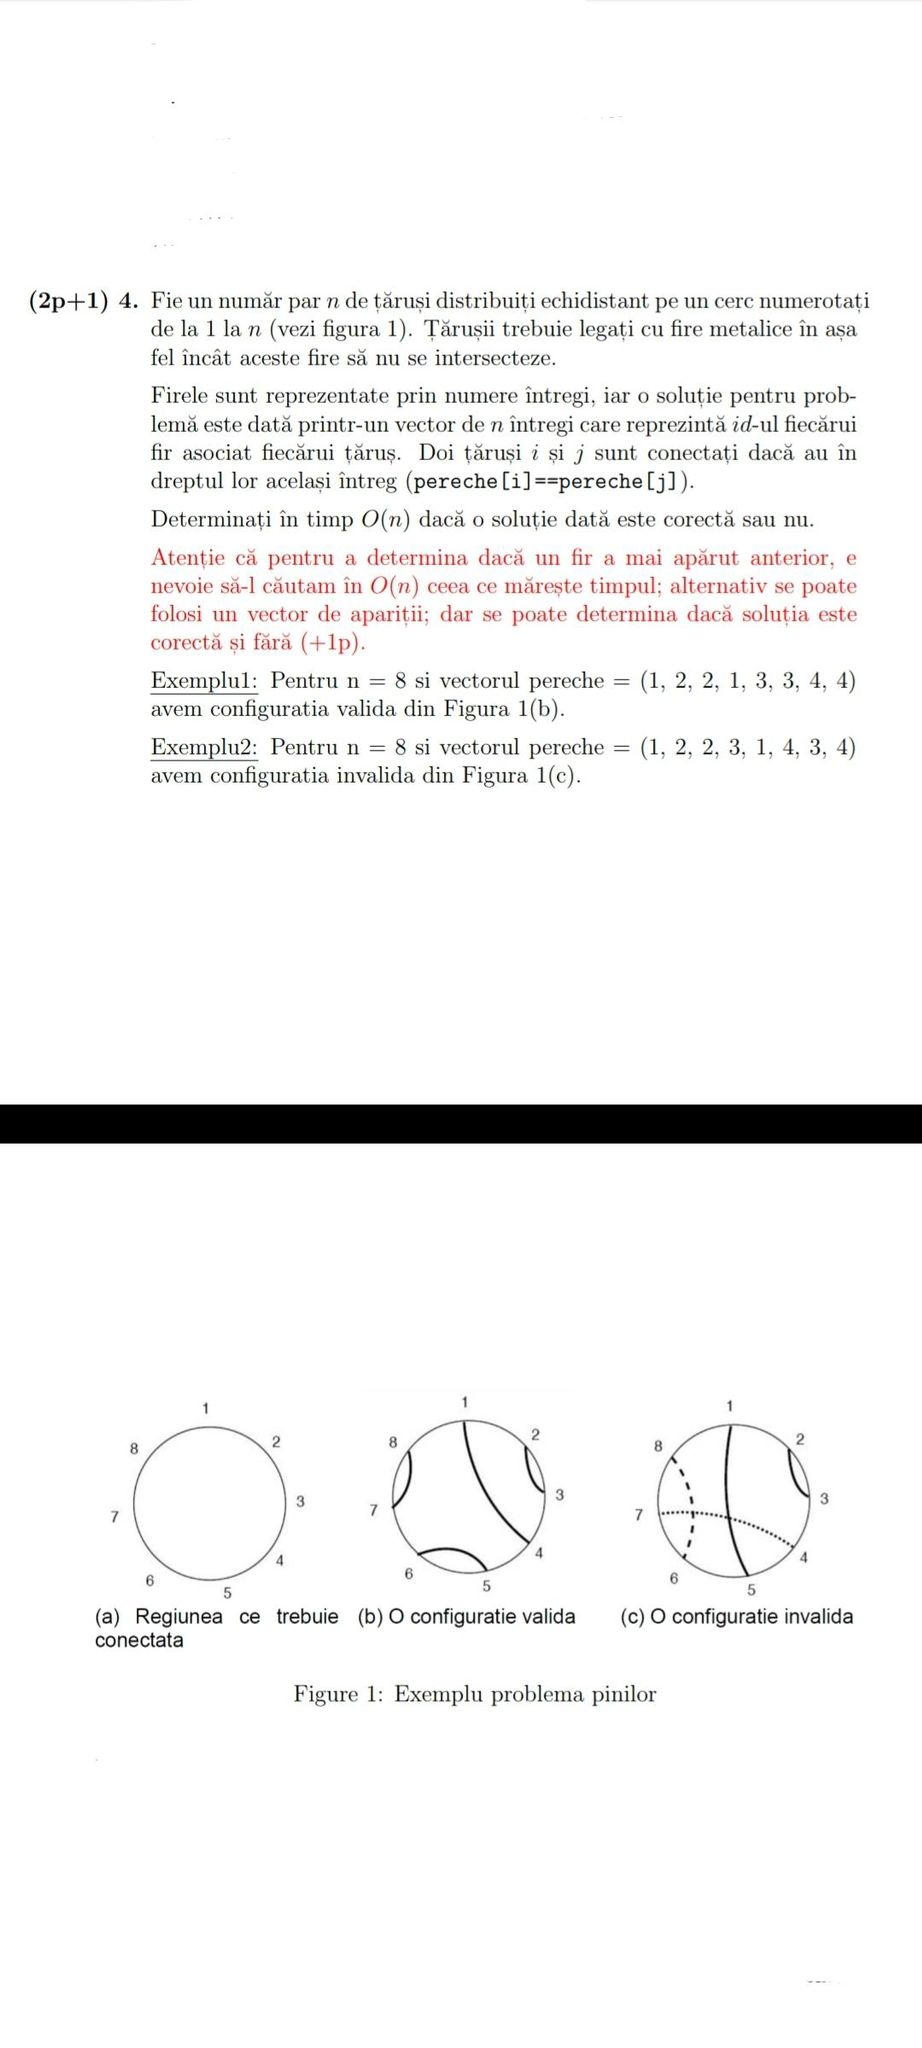 (2p+1) 4. Fie un număr par n de țăruși distribuiți echidistant pe un cerc numerotați
de la 1 la n (vezi figura 1). Țărușii trebuie legați cu fire metalice în așa
fel încât aceste fire să nu se intersecteze.
Firele sunt reprezentate prin numere întregi, iar o soluție pentru prob-
lemă este dată printr-un vector de n întregi care reprezintă id-ul fiecărui
fir asociat fiecărui țăruș. Doi țăruși i și j sunt conectați dacă au în
dreptul lor același întreg (pereche[i]==pereche[j]).
Determinați în timp O(n) dacă o soluție dată este corectă sau nu.
Atenție că pentru a determina dacă un fir a mai apărut anterior, e
nevoie să-l căutam în O(n) ceea ce mărește timpul; alternativ se poate
folosi un vector de apariții; dar se poate determina dacă soluția este
corectă și fără (+1p).
Exemplu1: Pentru n = 8 si vectorul pereche = (1, 2, 2, 1, 3, 3, 4, 4)
avem configuratia valida din Figura 1(b).
Exemplu2: Pentru n = 8 si vectorul pereche = (1, 2, 2, 3, 1, 4, 3, 4)
avem configuratia invalida din Figura 1(c).
1
2
3
4
5
6
7
8
(a) Regiunea ce trebuie
conectata
1
2
3
4
5
6
7
8
(b) O configuratie valida
1
2
3
4
5
6
7
8
(c) O configuratie invalida
Figure 1: Exemplu problema pinilor